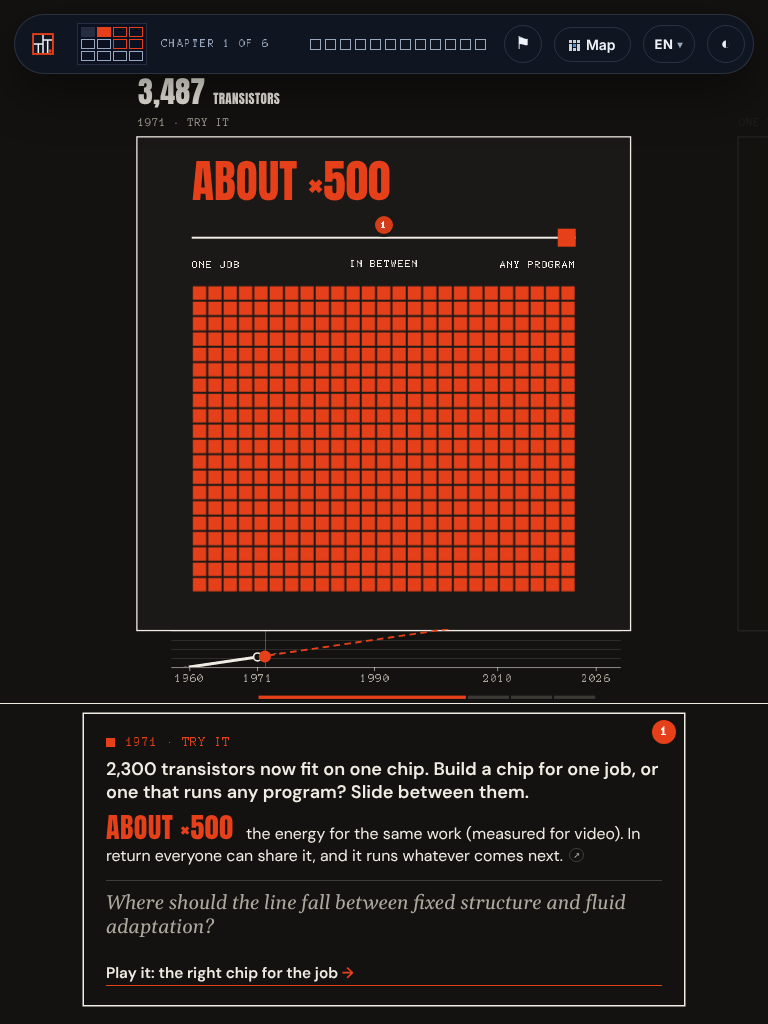 CHAPTER 1 OF 6
Map
EN ▾
3,487 TRANSISTORS
1971 · TRY IT
ONE
ABOUT ×500
1
ONE JOB
IN BETWEEN
ANY PROGRAM
1960
1971
1990
2010
2026
1971 · TRY IT
1
2,300 transistors now fit on one chip. Build a chip for one job, or
one that runs any program? Slide between them.
ABOUT ×500 the energy for the same work (measured for video). In
return everyone can share it, and it runs whatever comes next. ↗
Where should the line fall between fixed structure and fluid
adaptation?
Play it: the right chip for the job →